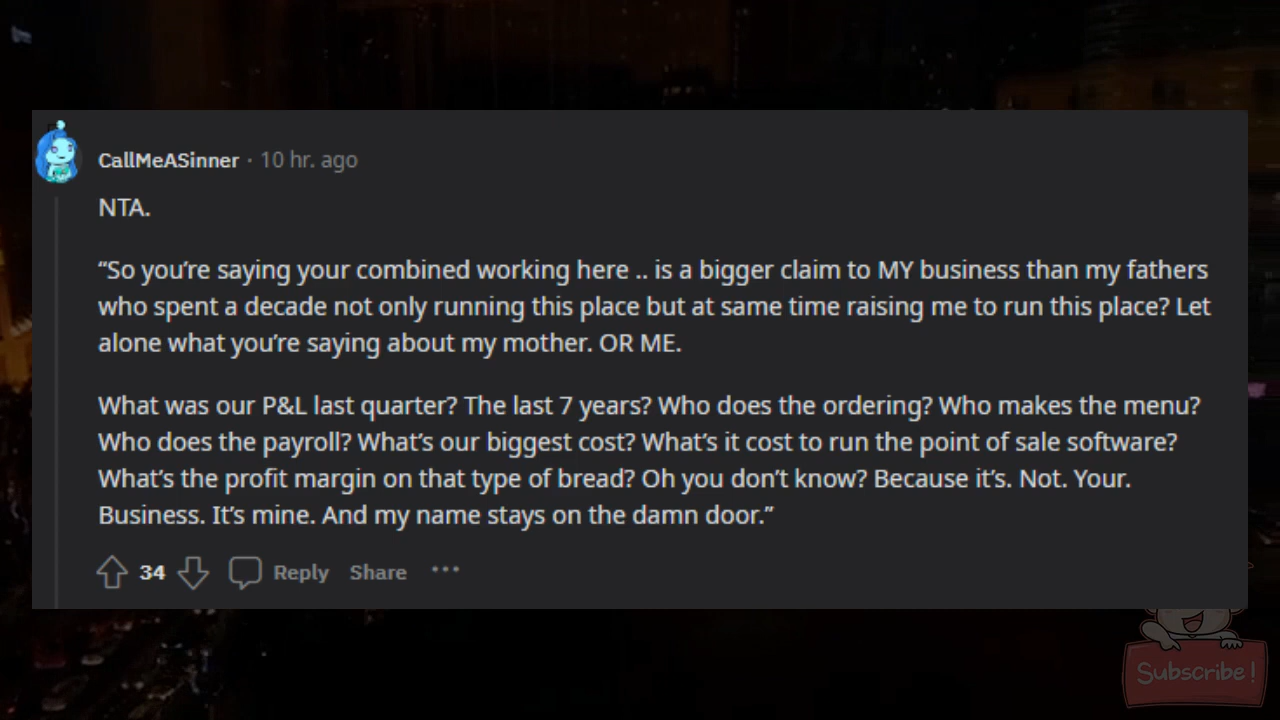 CallMeASinner · 10 hr. ago
NTA.
“So you’re saying your combined working here .. is a bigger claim to MY business than my fathers
who spent a decade not only running this place but at same time raising me to run this place? Let
alone what you’re saying about my mother. OR ME.
What was our P&L last quarter? The last 7 years? Who does the ordering? Who makes the menu?
Who does the payroll? What’s our biggest cost? What’s it cost to run the point of sale software?
What’s the profit margin on that type of bread? Oh you don’t know? Because it’s. Not. Your.
Business. It’s mine. And my name stays on the damn door.”
34 Reply Share ···
Subscribe!